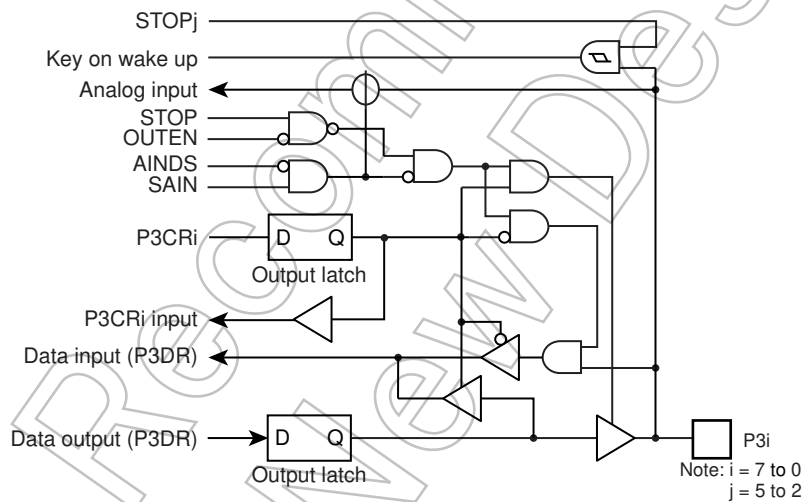 STOPj
Key on wake up
Analog input
STOP
OUTEN
AINDS
SAIN
P3CRi
D Q
Output latch
P3CRi input
Data input (P3DR)
Data output (P3DR)
D Q
Output latch
P3i
Note: i = 7 to 0
j = 5 to 2